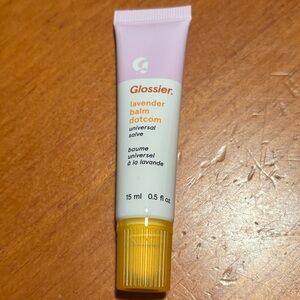 G
Glossier.
lavender
balm
dotcom
universal
salve
baume
universel
à la lavande
15 ml 0.5 fl oz